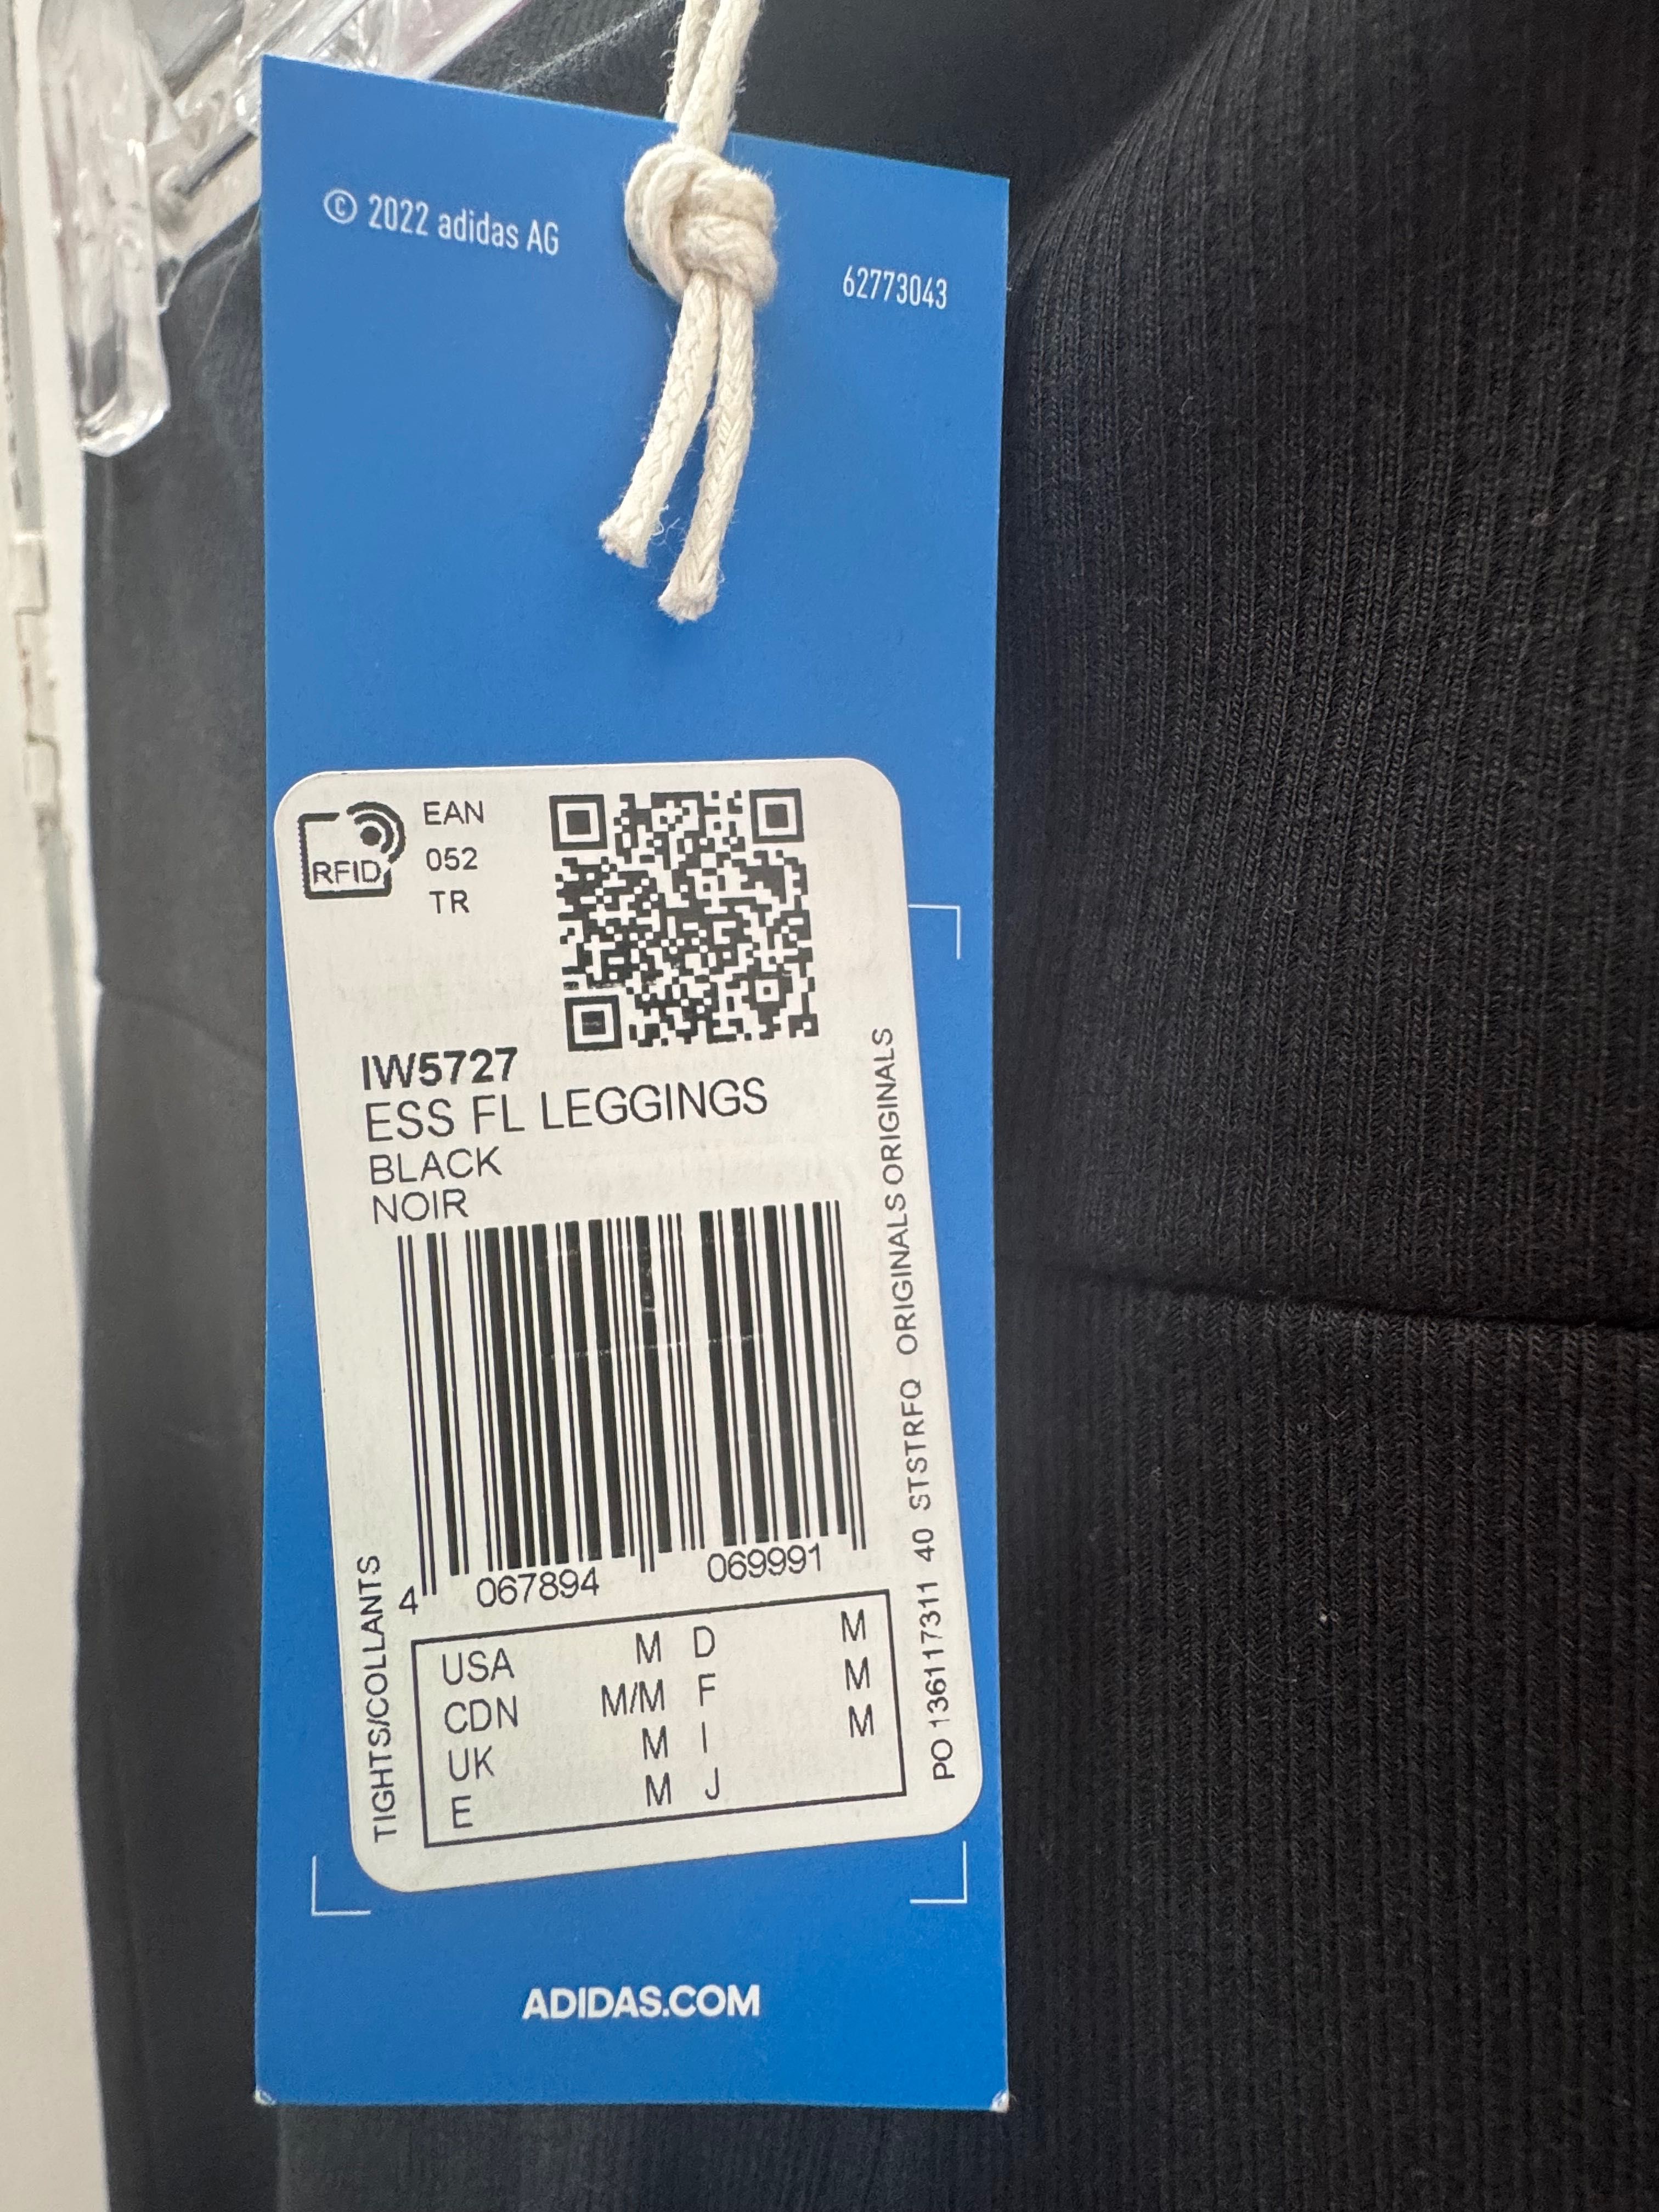 © 2022 adidas AG
62773043
RFID
EAN
052
TR
IW5727
ESS FL LEGGINGS
BLACK
NOIR
4 067894 069991
TIGHTS/COLLANTS
USA M D M
CDN M/M F M
UK M I M
E M J
PO 136117311 40 STSTRFQ ORIGINALS ORIGINALS
ADIDAS.COM